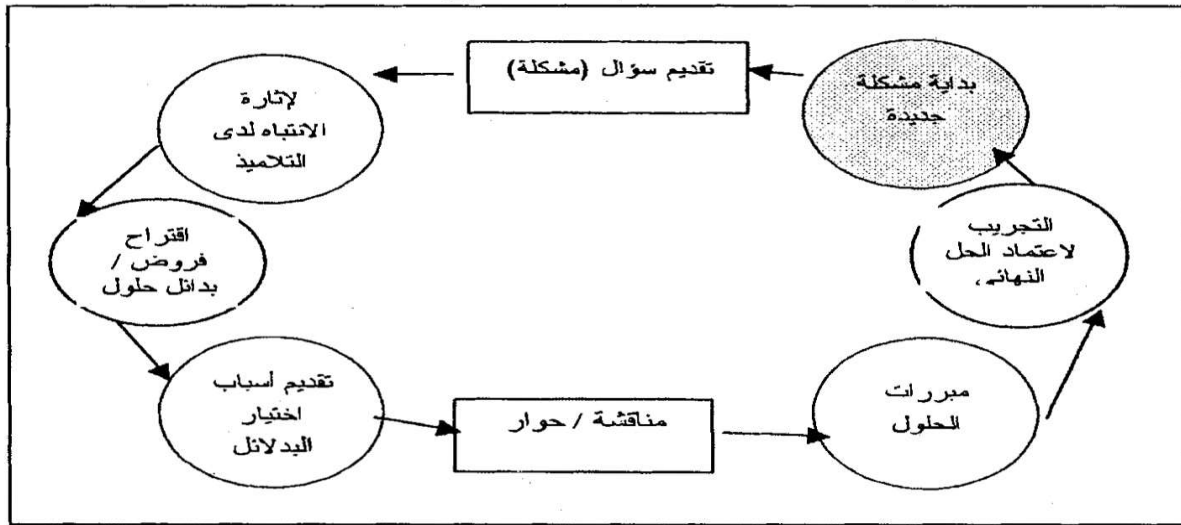 تقديم سؤال (مشكلة)
بداية مشكلة
جديدة
لإثارة
الانتباه لدى
التلاميذ
اقتراح
فروض /
بدائل حلول
تقديم أسباب
اختيار
البدلائل
مناقشة / حوار
مبررات
الحلول
التجريب
لاعتماد الحل
النهائي